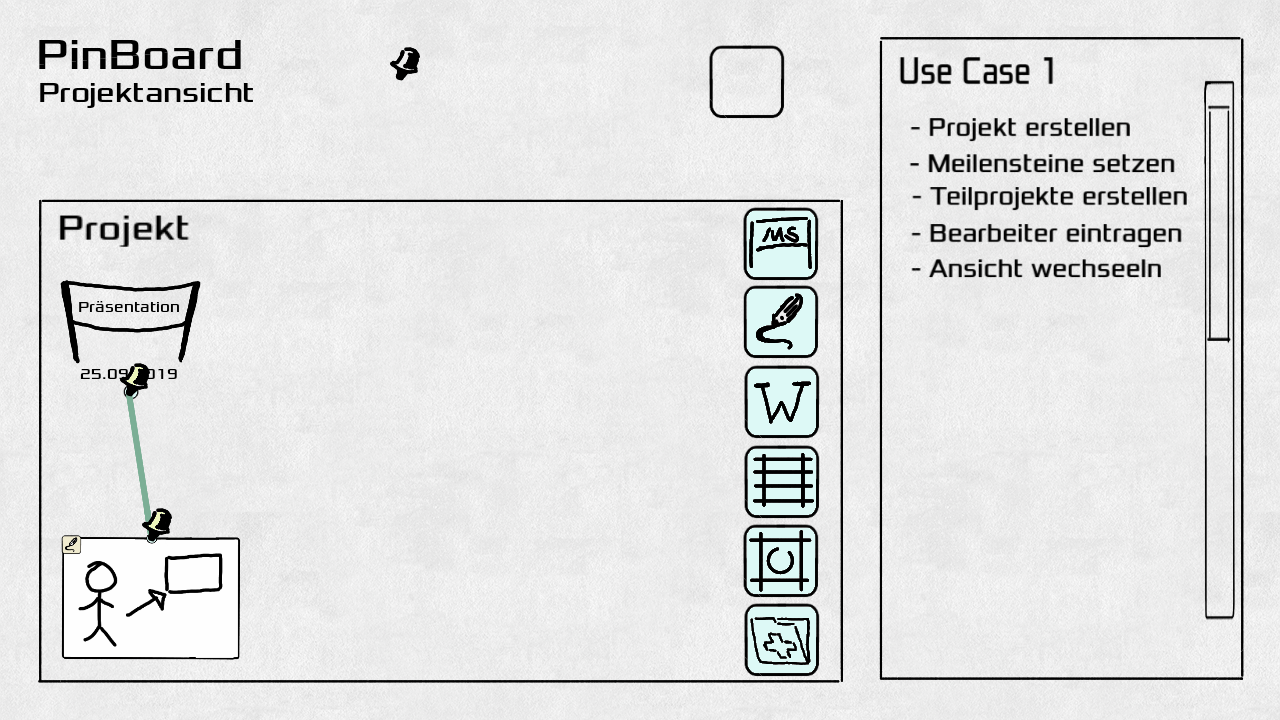 PinBoard
Projektansicht
Projekt
Präsentation
25.09.2019
MS
W
Use Case 1
- Projekt erstellen
- Meilensteine setzen
- Teilprojekte erstellen
- Bearbeiter eintragen
- Ansicht wechseeln